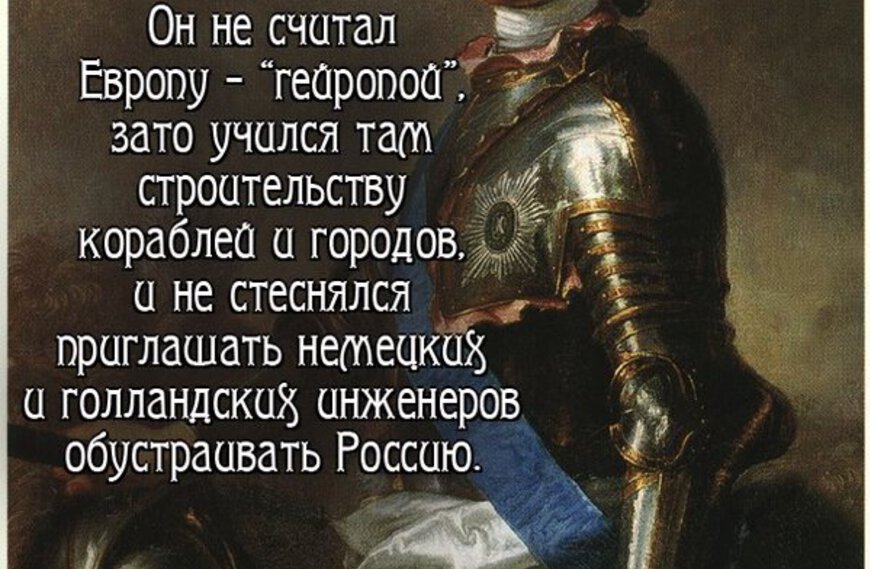 Он не считал
Европу - “гейропой”,
зато учился там
строительству
кораблей и городов,
и не стеснялся
приглашать немецких
и голландских инженеров
обустраивать Россию.